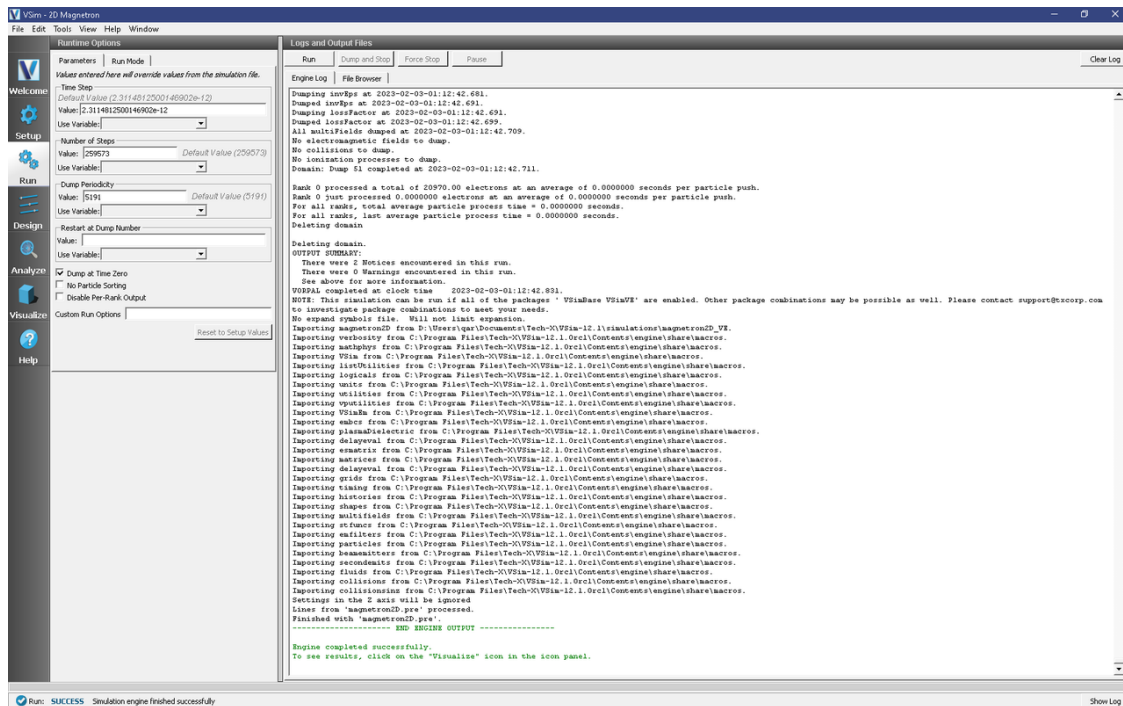 VSim - 2D Magnetron
File Edit Tools View Help Window
Welcome
Setup
Run
Design
Analyze
Visualize
Help
Runtime Options
Parameters Run Mode
Values entered here will override values from the simulation file.
Time Step
Default Value (2.3114812500146902e-12)
Value: 2.3114812500146902e-12
Use Variable:
Number of Steps
Value: 259573 Default Value (259573)
Use Variable:
Dump Periodicity
Value: 5191 Default Value (5191)
Use Variable:
Restart at Dump Number
Value:
Use Variable:
Dump at Time Zero
No Particle Sorting
Disable Per-Rank Output
Custom Run Options
Reset to Setup Values
Logs and Output Files
Run Dump and Stop Force Stop Pause Clear Log
Engine Log File Browser
Dumping invEps at 2023-02-03-01:12:42.681.
Dumped invEps at 2023-02-03-01:12:42.691.
Dumping lossFactor at 2023-02-03-01:12:42.691.
Dumped lossFactor at 2023-02-03-01:12:42.699.
All multiFields dumped at 2023-02-03-01:12:42.709.
No electromagnetic fields to dump.
No collisions to dump.
No ionization processes to dump.
Domain: Dump 51 completed at 2023-02-03-01:12:42.711.
Rank 0 processed a total of 20970.00 electrons at an average of 0.0000000 seconds per particle push.
Rank 0 just processed 0.0000000 electrons at an average of 0.0000000 seconds per particle push.
For all ranks, total average particle process time = 0.0000000 seconds.
For all ranks, last average particle process time = 0.0000000 seconds.
Deleting domain
Deleting domain.
OUTPUT SUMMARY:
There were 2 Notices encountered in this run.
There were 0 Warnings encountered in this run.
See above for more information.
VORPAL completed at clock time 2023-02-03-01:12:42.831.
NOTE: This simulation can be run if all of the packages ' VSimBase VSimVE' are enabled. Other package combinations may be possible as well. Please contact support@txcorp.com
to investigate package combinations to meet your needs.
No expand symbols file. Will not limit expansion.
Importing magnetron2D from D:\Users\qar\Documents\Tech-X\VSim-12.1\simulations\magnetron2D_VE.
Importing verbosity from C:\Program Files\Tech-X\VSim-12.1.0rc1\Contents\engine\share\macros.
Importing mathphys from C:\Program Files\Tech-X\VSim-12.1.0rc1\Contents\engine\share\macros.
Importing VSim from C:\Program Files\Tech-X\VSim-12.1.0rc1\Contents\engine\share\macros.
Importing listUtilities from C:\Program Files\Tech-X\VSim-12.1.0rc1\Contents\engine\share\macros.
Importing logicals from C:\Program Files\Tech-X\VSim-12.1.0rc1\Contents\engine\share\macros.
Importing units from C:\Program Files\Tech-X\VSim-12.1.0rc1\Contents\engine\share\macros.
Importing utilities from C:\Program Files\Tech-X\VSim-12.1.0rc1\Contents\engine\share\macros.
Importing vputilities from C:\Program Files\Tech-X\VSim-12.1.0rc1\Contents\engine\share\macros.
Importing VSimEm from C:\Program Files\Tech-X\VSim-12.1.0rc1\Contents\engine\share\macros.
Importing embcs from C:\Program Files\Tech-X\VSim-12.1.0rc1\Contents\engine\share\macros.
Importing plasmaDielectric from C:\Program Files\Tech-X\VSim-12.1.0rc1\Contents\engine\share\macros.
Importing delayeval from C:\Program Files\Tech-X\VSim-12.1.0rc1\Contents\engine\share\macros.
Importing esmatrix from C:\Program Files\Tech-X\VSim-12.1.0rc1\Contents\engine\share\macros.
Importing matrices from C:\Program Files\Tech-X\VSim-12.1.0rc1\Contents\engine\share\macros.
Importing delayeval from C:\Program Files\Tech-X\VSim-12.1.0rc1\Contents\engine\share\macros.
Importing grids from C:\Program Files\Tech-X\VSim-12.1.0rc1\Contents\engine\share\macros.
Importing timing from C:\Program Files\Tech-X\VSim-12.1.0rc1\Contents\engine\share\macros.
Importing histories from C:\Program Files\Tech-X\VSim-12.1.0rc1\Contents\engine\share\macros.
Importing shapes from C:\Program Files\Tech-X\VSim-12.1.0rc1\Contents\engine\share\macros.
Importing multifields from C:\Program Files\Tech-X\VSim-12.1.0rc1\Contents\engine\share\macros.
Importing stfuncs from C:\Program Files\Tech-X\VSim-12.1.0rc1\Contents\engine\share\macros.
Importing emfilters from C:\Program Files\Tech-X\VSim-12.1.0rc1\Contents\engine\share\macros.
Importing particles from C:\Program Files\Tech-X\VSim-12.1.0rc1\Contents\engine\share\macros.
Importing beamemitters from C:\Program Files\Tech-X\VSim-12.1.0rc1\Contents\engine\share\macros.
Importing secondemits from C:\Program Files\Tech-X\VSim-12.1.0rc1\Contents\engine\share\macros.
Importing fluids from C:\Program Files\Tech-X\VSim-12.1.0rc1\Contents\engine\share\macros.
Importing collisions from C:\Program Files\Tech-X\VSim-12.1.0rc1\Contents\engine\share\macros.
Importing collisionsinx from C:\Program Files\Tech-X\VSim-12.1.0rc1\Contents\engine\share\macros.
Settings in the Z axis will be ignored
Lines from 'magnetron2D.pre' processed.
Finished with 'magnetron2D.pre'.
--------------------- END ENGINE OUTPUT ----------------
Engine completed successfully.
To see results, click on the "Visualize" icon in the icon panel.
Run: SUCCESS Simulation engine finished successfully Show Log